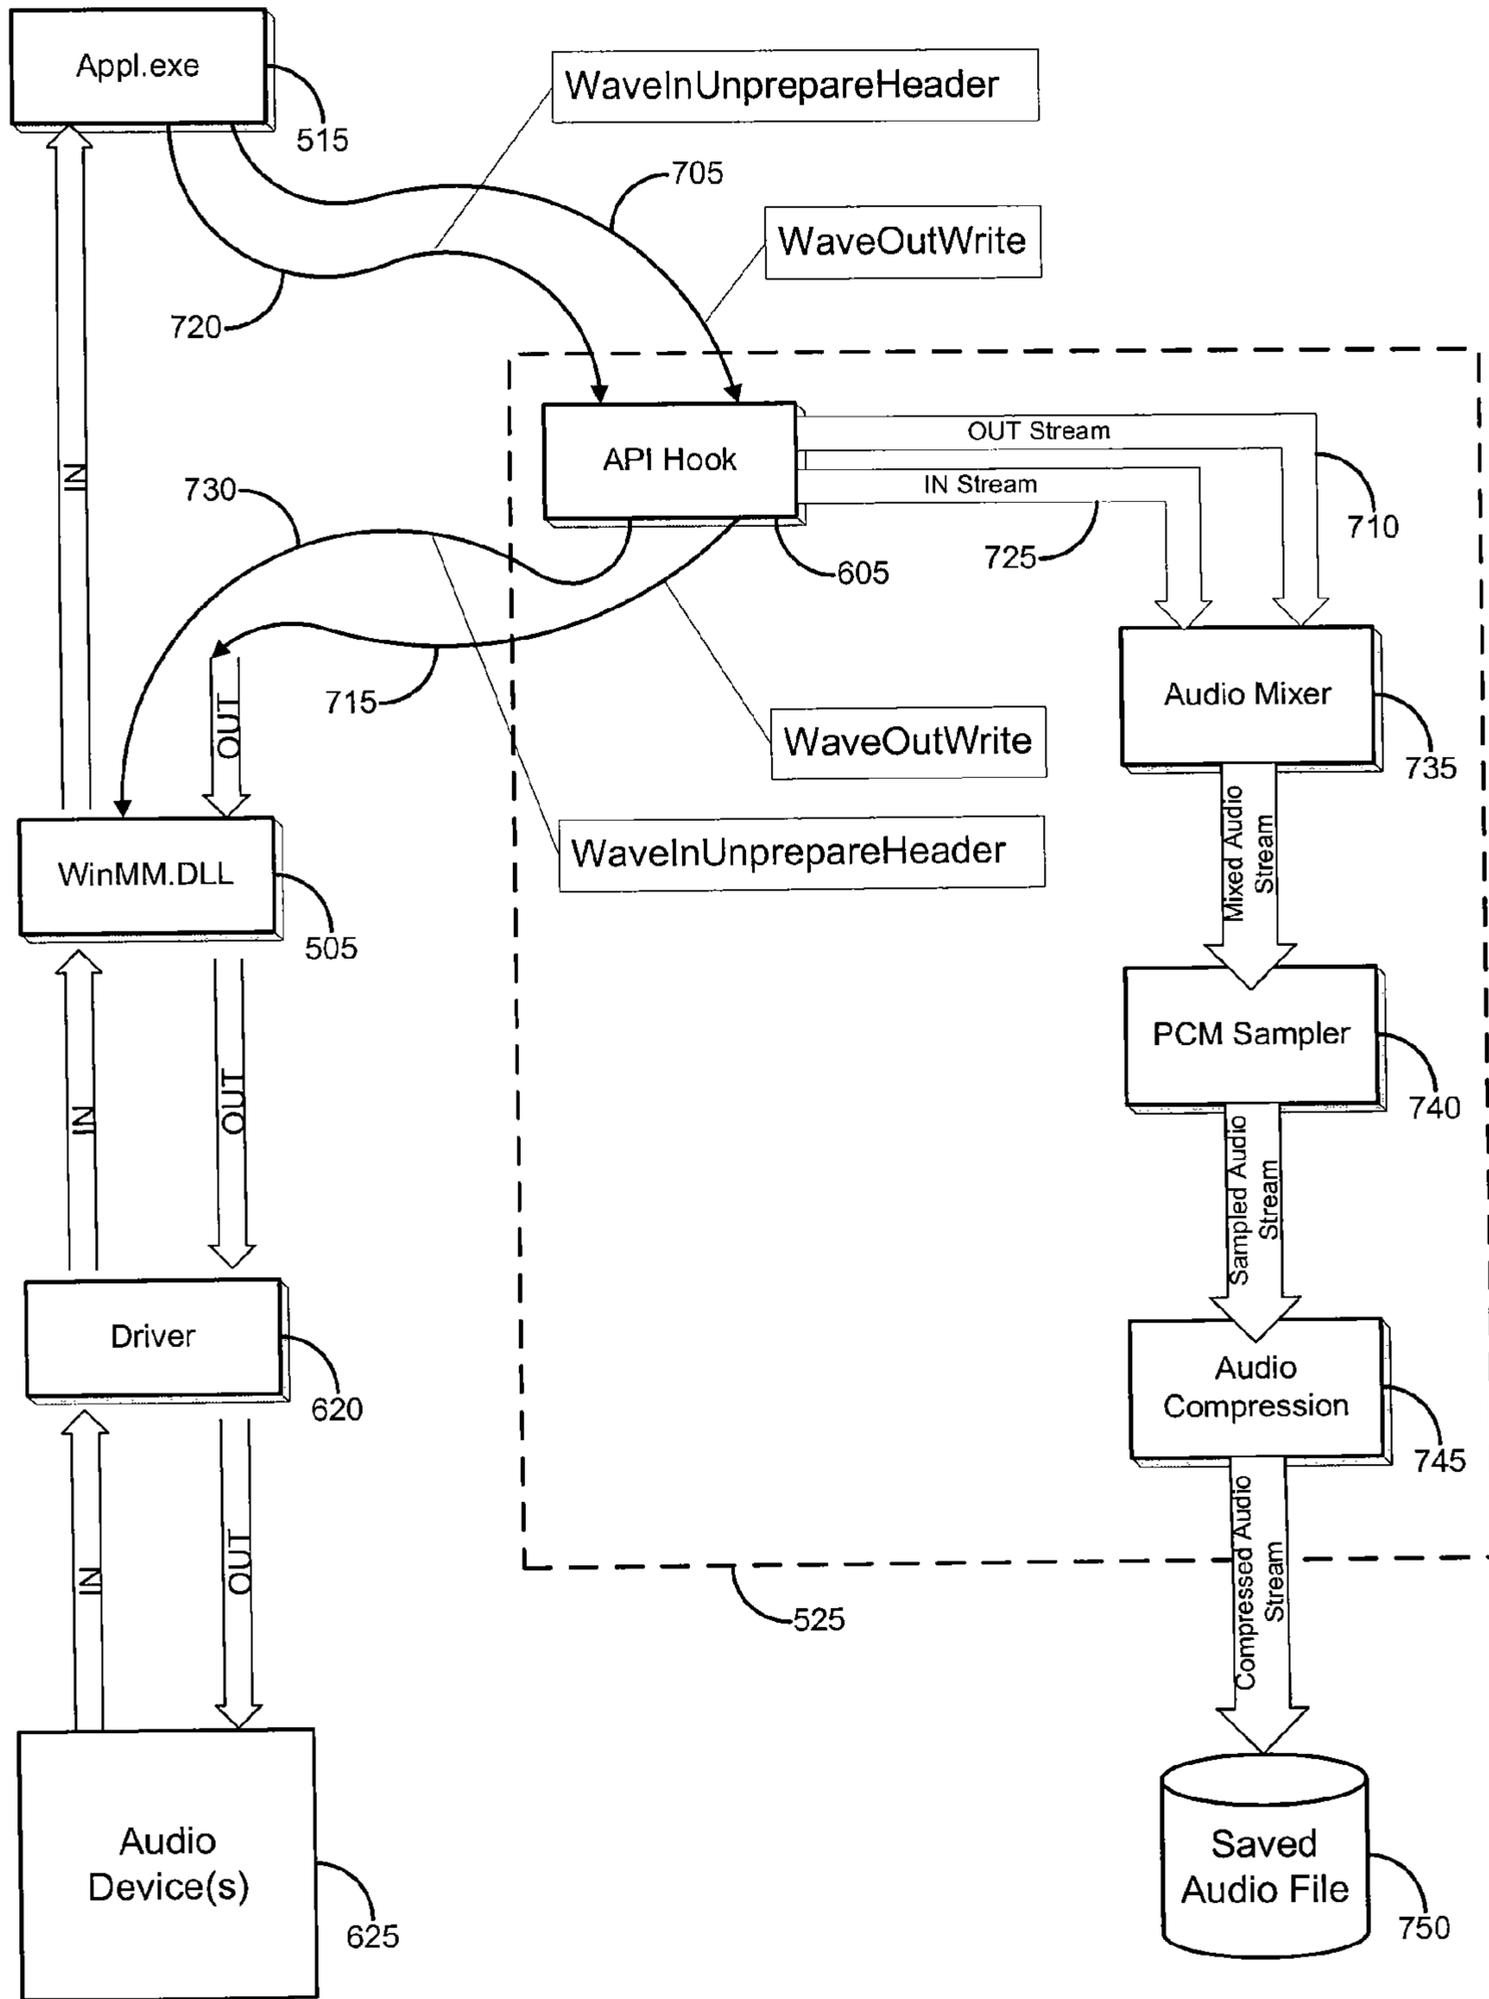 Appl.exe
515
WaveInUnprepareHeader
705
WaveOutWrite
720
API Hook
OUT Stream
IN Stream
710
725
605
IN
730
715
OUT
WaveOutWrite
WaveInUnprepareHeader
Audio Mixer
735
Mixed Audio
Stream
WinMM.DLL
505
PCM Sampler
740
IN
OUT
Sampled Audio
Stream
Driver
620
Audio
Compression
745
IN
OUT
Compressed Audio
Stream
525
Audio
Device(s)
625
Saved
Audio File
750